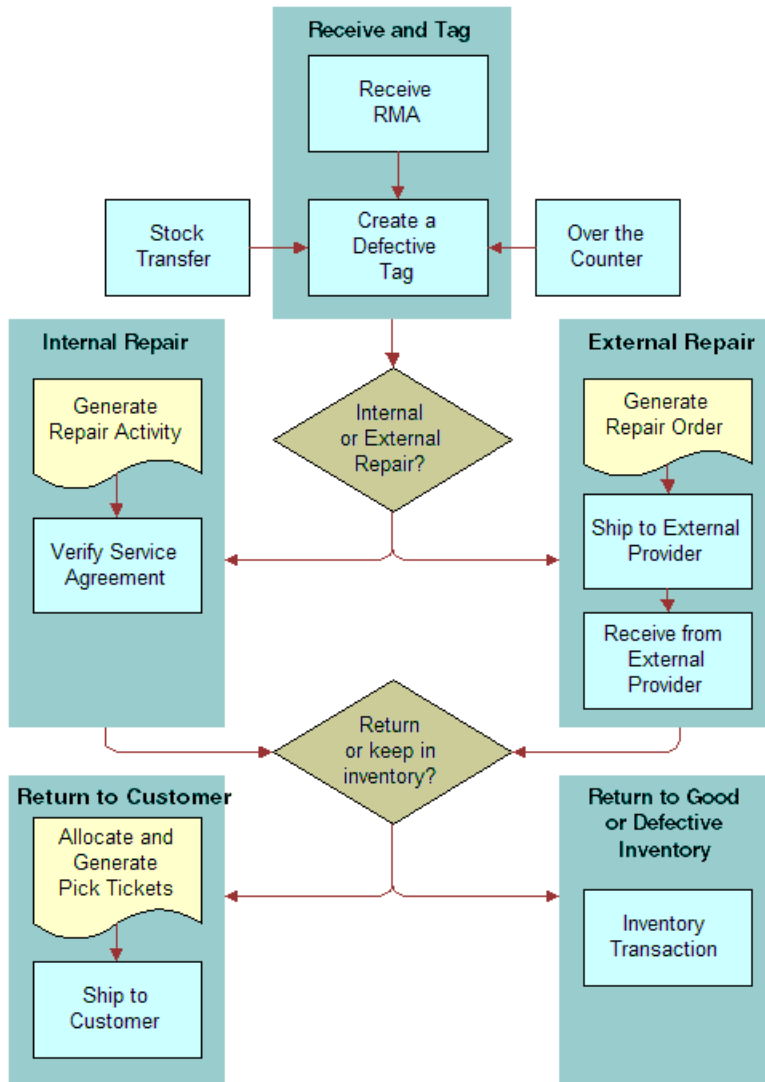 Receive and Tag
Receive
RMA
Stock
Transfer
Create a
Defective
Tag
Over the
Counter
Internal Repair
Generate
Repair Activity
Verify Service
Agreement
Internal
or External
Repair?
External Repair
Generate
Repair Order
Ship to External
Provider
Receive from
External
Provider
Return
or keep in
inventory?
Return to Customer
Allocate and
Generate
Pick Tickets
Ship to
Customer
Return to Good
or Defective
Inventory
Inventory
Transaction